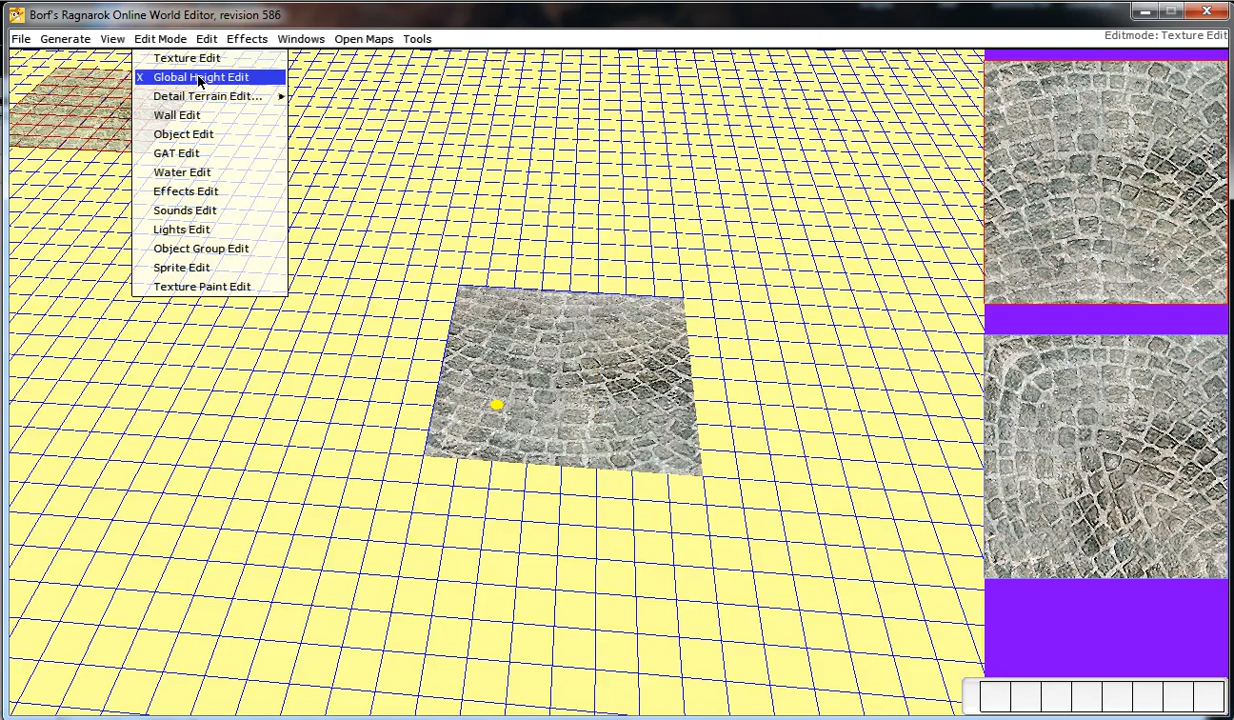 Borf's Ragnarok Online World Editor, revision 586
File Generate View Edit Mode Edit Effects Windows Open Maps Tools
Editmode: Texture Edit
Texture Edit
X Global Height Edit
Detail Terrain Edit...
Wall Edit
Object Edit
GAT Edit
Water Edit
Effects Edit
Sounds Edit
Lights Edit
Object Group Edit
Sprite Edit
Texture Paint Edit